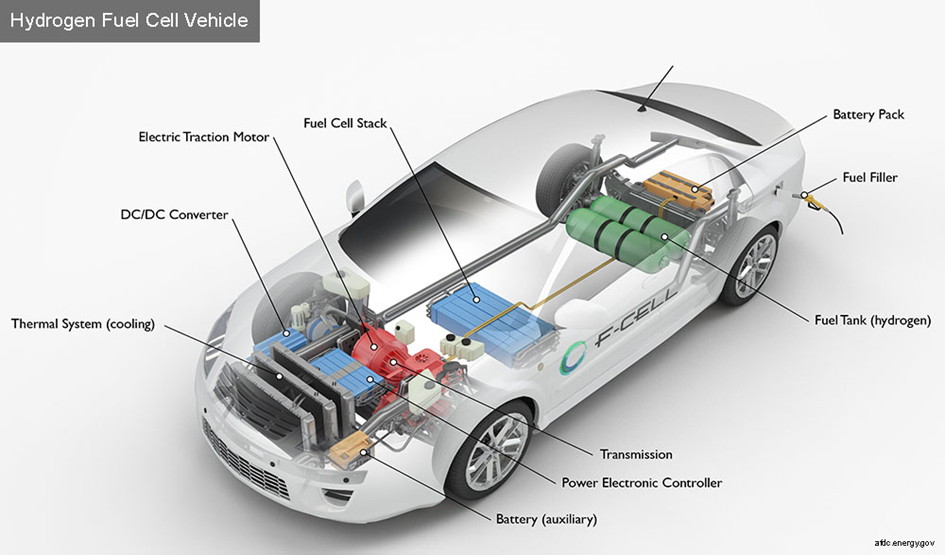 Hydrogen Fuel Cell Vehicle
Battery Pack
Fuel Cell Stack
Electric Traction Motor
Fuel Filler
DC/DC Converter
F-CELL
Fuel Tank (hydrogen)
Thermal System (cooling)
Transmission
Power Electronic Controller
Battery (auxiliary)
afdc.energy.gov